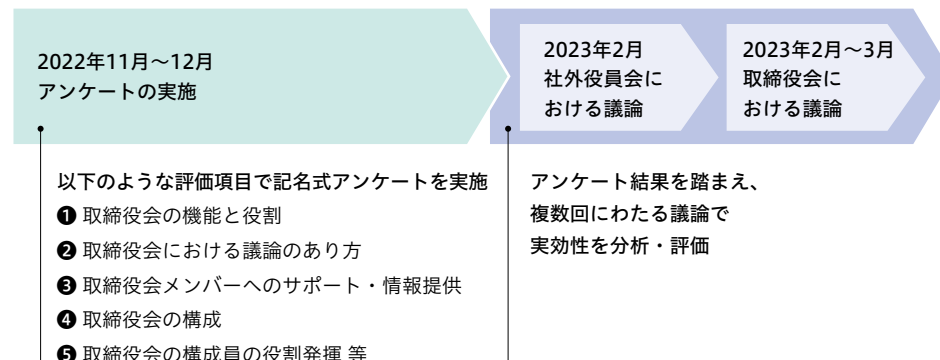 2022年11月～12月
アンケートの実施
2023年2月
社外役員会に
おける議論
2023年2月～3月
取締役会に
おける議論
以下のような評価項目で記名式アンケートを実施
❶ 取締役会の機能と役割
❷ 取締役会における議論のあり方
❸ 取締役会メンバーへのサポート・情報提供
❹ 取締役会の構成
❺ 取締役会の構成員の役割発揮 等
アンケート結果を踏まえ、
複数回にわたる議論で
実効性を分析・評価